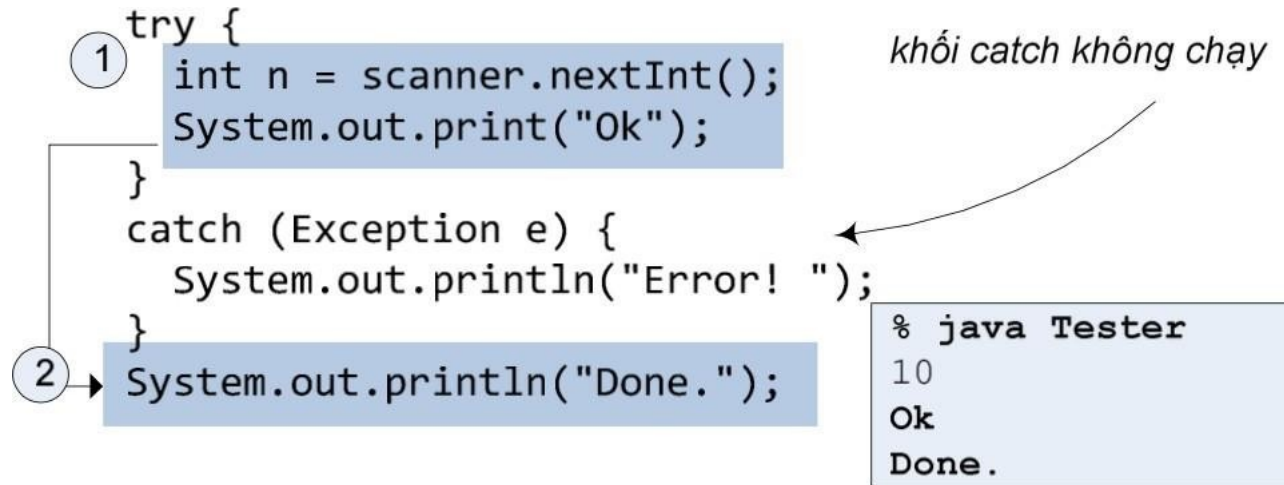 try {
1
int n = scanner.nextInt();
System.out.print("Ok");
}
catch (Exception e) {
System.out.println("Error! ");
}
2
System.out.println("Done.");
khối catch không chạy
% java Tester
10
Ok
Done.